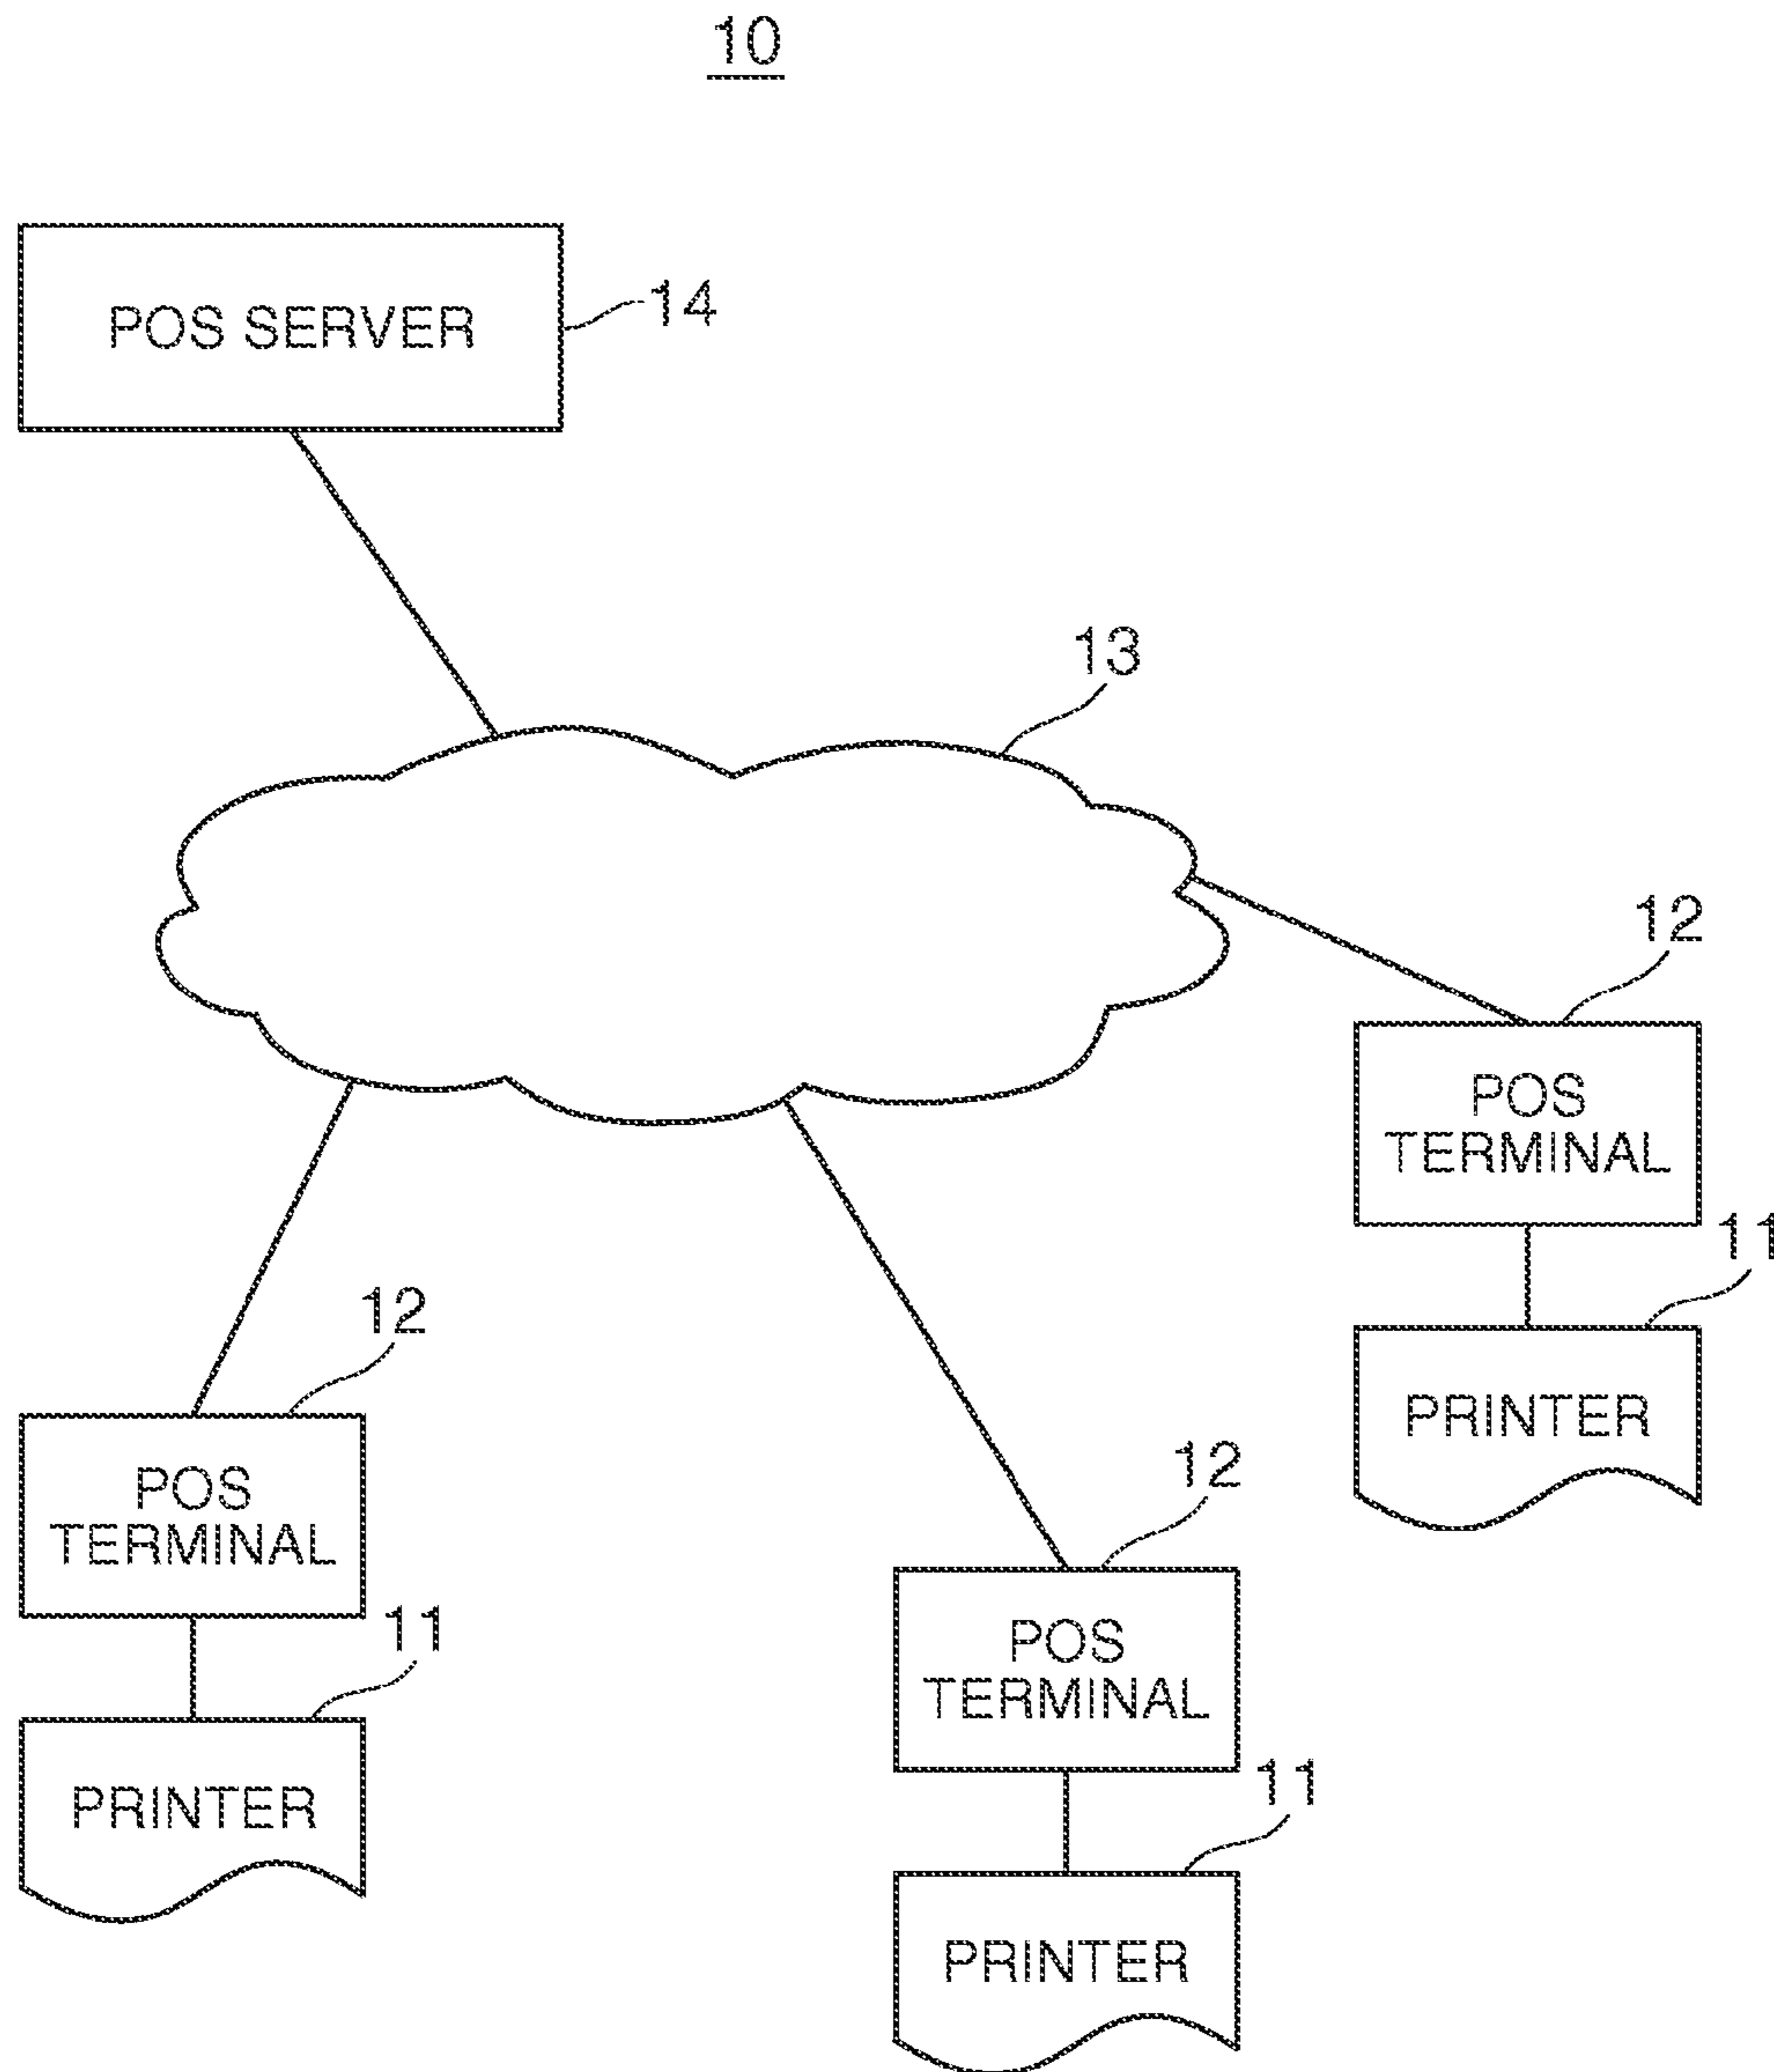 10
POS SERVER
14
13
12
POS
TERMINAL
11
PRINTER
12
POS
TERMINAL
11
PRINTER
12
POS
TERMINAL
11
PRINTER